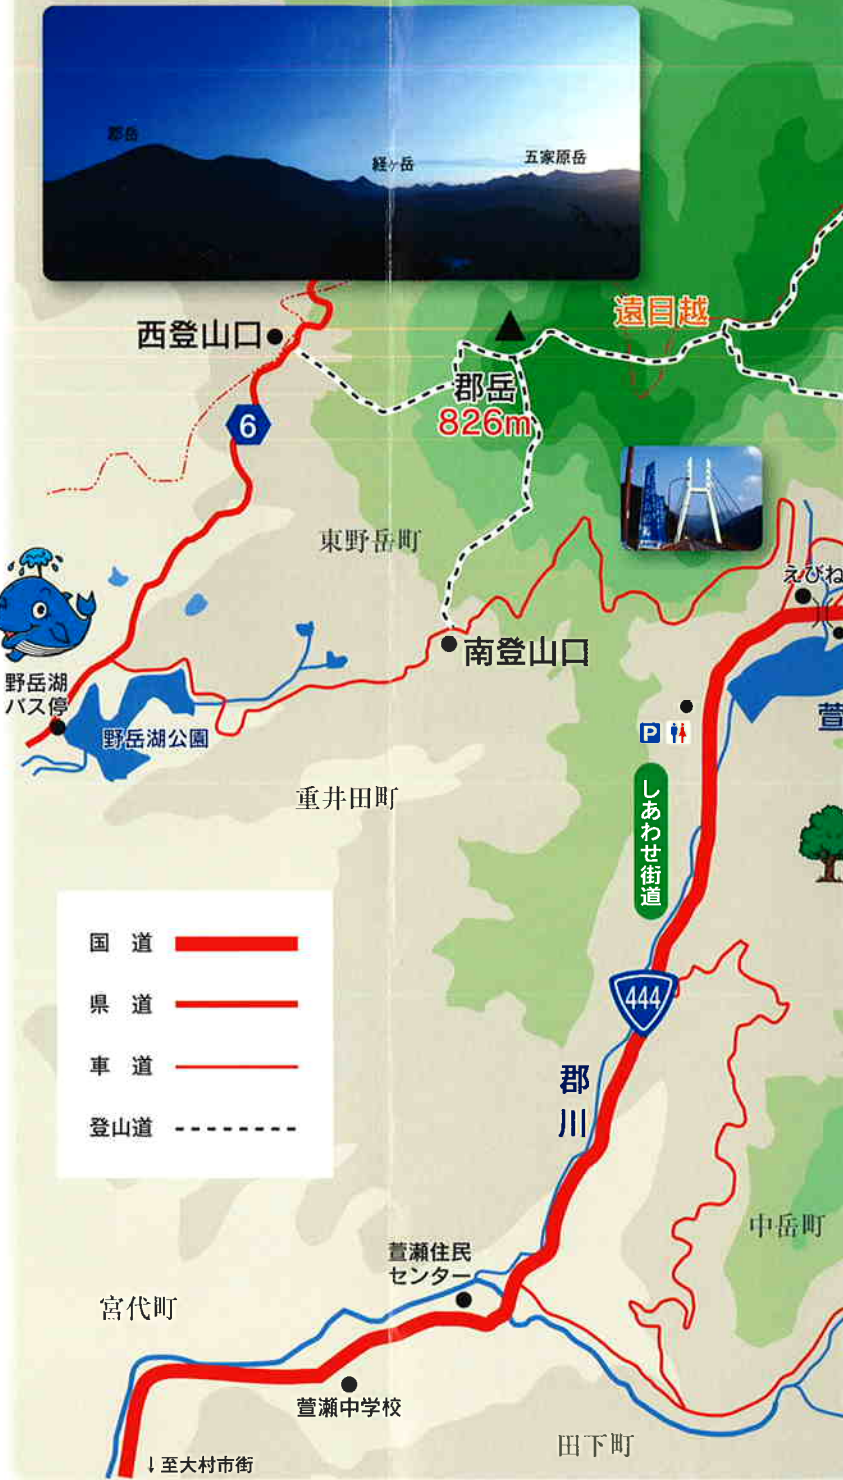 郡岳
経ヶ岳
五家原岳
西登山口
遠目越
郡岳
826m
6
東野岳町
えびね
南登山口
野岳湖
バス停
野岳湖公園
P
萱
重井田町
しあわせ街道
国 道
県 道
車 道
登山道
444
郡川
中岳町
萱瀬住民
センター
宮代町
萱瀬中学校
田下町
↓至大村市街